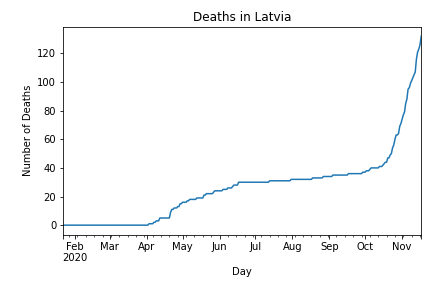 Deaths in Latvia
Number of Deaths
120
100
80
60
40
20
0
Feb Mar Apr May Jun Jul Aug Sep Oct Nov
2020
Day